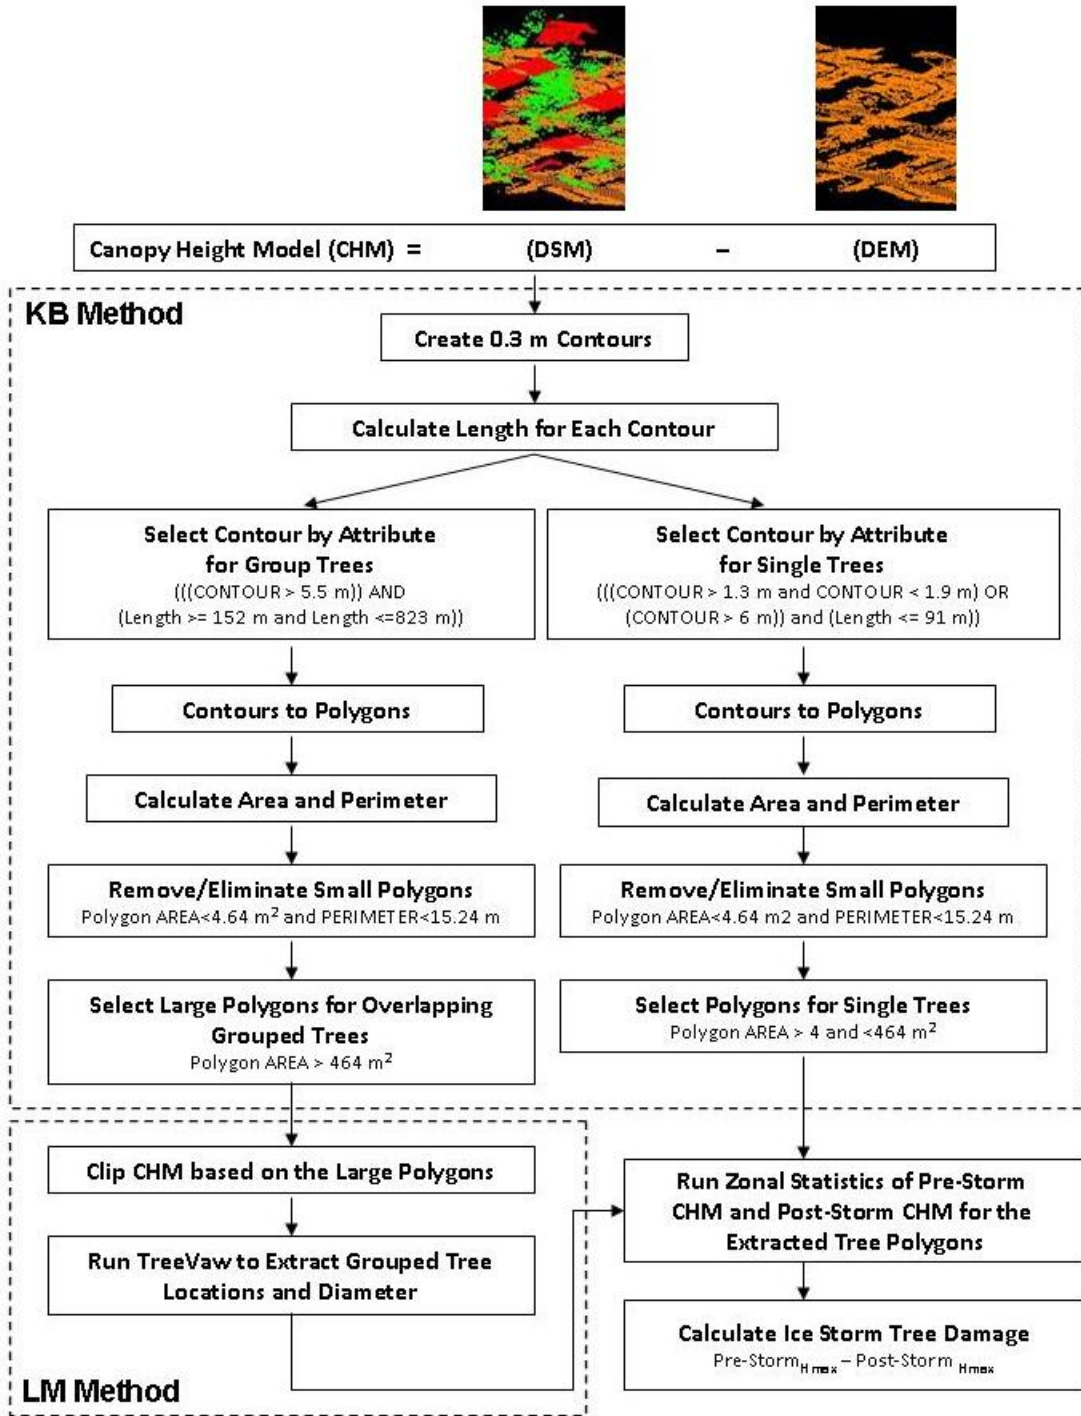 Canopy Height Model (CHM) = (DSM) – (DEM)
KB Method
Create 0.3 m Contours
Calculate Length for Each Contour
Select Contour by Attribute
for Group Trees
(((CONTOUR > 5.5 m)) AND
(Length >= 152 m and Length <=823 m))
Contours to Polygons
Calculate Area and Perimeter
Remove/Eliminate Small Polygons
Polygon AREA<4.64 m² and PERIMETER<15.24 m
Select Large Polygons for Overlapping
Grouped Trees
Polygon AREA > 464 m²
Select Contour by Attribute
for Single Trees
(((CONTOUR > 1.3 m and CONTOUR < 1.9 m) OR
(CONTOUR > 6 m)) and (Length <= 91 m))
Contours to Polygons
Calculate Area and Perimeter
Remove/Eliminate Small Polygons
Polygon AREA<4.64 m2 and PERIMETER<15.24 m
Select Polygons for Single Trees
Polygon AREA > 4 and <464 m²
Clip CHM based on the Large Polygons
Run TreeVaw to Extract Grouped Tree
Locations and Diameter
LM Method
Run Zonal Statistics of Pre-Storm
CHM and Post-Storm CHM for the
Extracted Tree Polygons
Calculate Ice Storm Tree Damage
Pre-Storm Hmax – Post-Storm Hmax